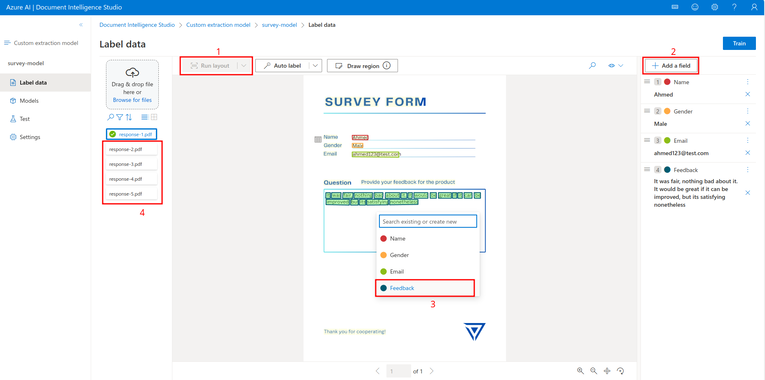 Azure AI | Document Intelligence Studio
Document Intelligence Studio > Custom extraction model > survey-model > Label data
Custom extraction model
survey-model
Label data
Models
Test
Settings
Label data
Train
Drag & drop file
here or
Browse for files
response-1.pdf
response-2.pdf
response-3.pdf
response-4.pdf
response-5.pdf
4
1
Run layout
Auto label
Draw region
SURVEY FORM
Name Ahmed
Gender Male
Email ahmed123@test.com
Question Provide your feedback for the product
Search existing or create new
Name
Gender
Email
Feedback
3
Thank you for cooperating!
1 of 1
2
+ Add a field
1 Name
Ahmed
2 Gender
Male
3 Email
ahmed123@test.com
4 Feedback
It was fair, nothing bad about it.
It would be great if it can be
improved, but its satisfying
nonetheless